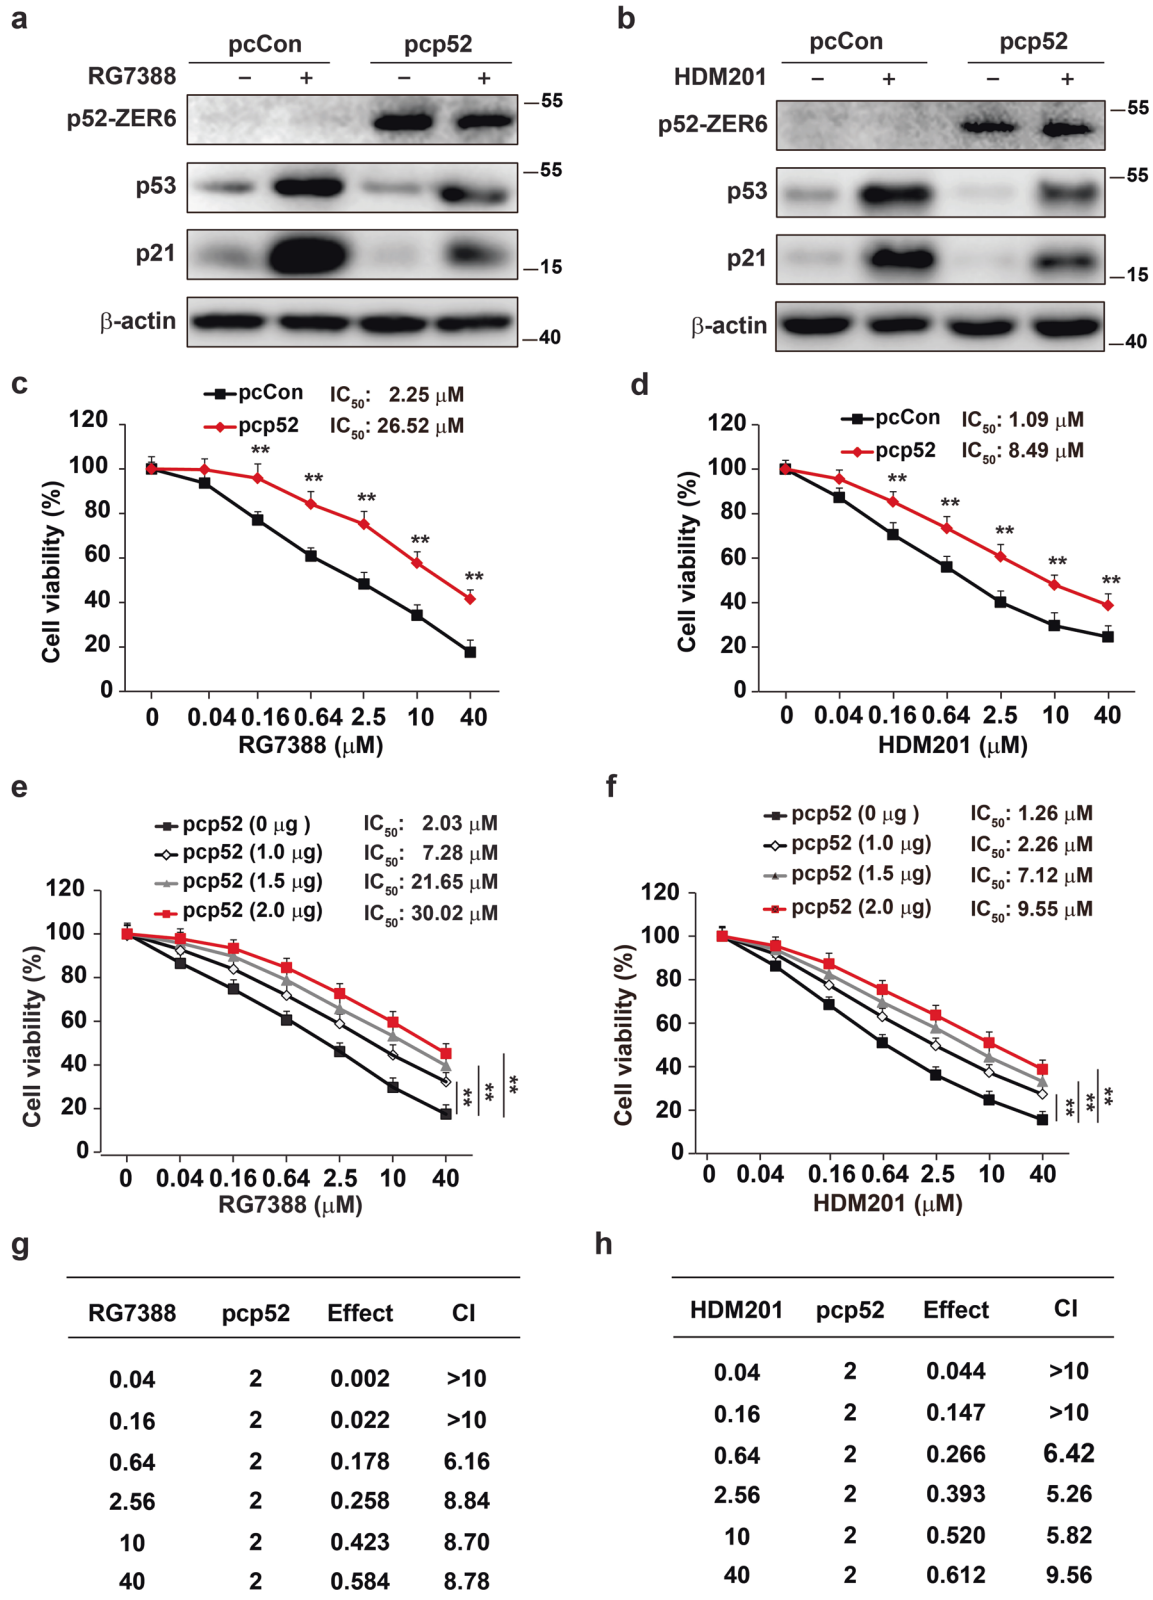 a
pcCon pcp52
RG7388 – + – +
p52-ZER6 –55
p53 –55
p21 –15
β-actin –40
b
pcCon pcp52
HDM201 – + – +
p52-ZER6 –55
p53 –55
p21 –15
β-actin –40
c
pcCon IC50: 2.25 μM
pcp52 IC50: 26.52 μM
120
100
80
60
40
20
0
Cell viability (%)
** ** ** ** **
0 0.04 0.16 0.64 2.5 10 40
RG7388 (μM)
d
pcCon IC50: 1.09 μM
pcp52 IC50: 8.49 μM
120
100
80
60
40
20
0
Cell viability (%)
** ** ** ** **
0 0.04 0.16 0.64 2.5 10 40
HDM201 (μM)
e
pcp52 (0 μg ) IC50: 2.03 μM
pcp52 (1.0 μg) IC50: 7.28 μM
pcp52 (1.5 μg) IC50: 21.65 μM
pcp52 (2.0 μg) IC50: 30.02 μM
120
100
80
60
40
20
0
Cell viability (%)
** ** **
0 0.04 0.16 0.64 2.5 10 40
RG7388 (μM)
f
pcp52 (0 μg ) IC50: 1.26 μM
pcp52 (1.0 μg) IC50: 2.26 μM
pcp52 (1.5 μg) IC50: 7.12 μM
pcp52 (2.0 μg) IC50: 9.55 μM
120
100
80
60
40
20
0
Cell viability (%)
** ** **
0 0.04 0.16 0.64 2.5 10 40
HDM201 (μM)
g
RG7388 pcp52 Effect CI
0.04 2 0.002 >10
0.16 2 0.022 >10
0.64 2 0.178 6.16
2.56 2 0.258 8.84
10 2 0.423 8.70
40 2 0.584 8.78
h
HDM201 pcp52 Effect CI
0.04 2 0.044 >10
0.16 2 0.147 >10
0.64 2 0.266 6.42
2.56 2 0.393 5.26
10 2 0.520 5.82
40 2 0.612 9.56